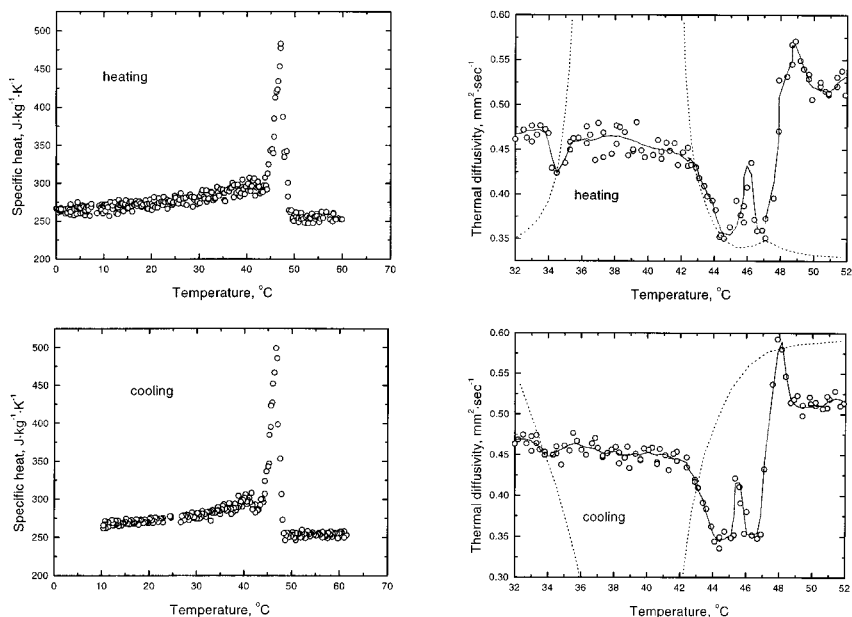 500
450
400
350
300
250
200
Specific heat, J·kg⁻¹·K⁻¹
heating
0 10 20 30 40 50 60 70
Temperature, °C
0.60
0.55
0.50
0.45
0.40
0.35
Thermal diffusivity, mm²·sec⁻¹
heating
32 34 36 38 40 42 44 46 48 50 52
Temperature, °C
500
450
400
350
300
250
200
Specific heat, J·kg⁻¹·K⁻¹
cooling
0 10 20 30 40 50 60 70
Temperature, °C
0.60
0.55
0.50
0.45
0.40
0.35
0.30
Thermal diffusivity, mm²·sec⁻¹
cooling
32 34 36 38 40 42 44 46 48 50 52
Temperature, °C